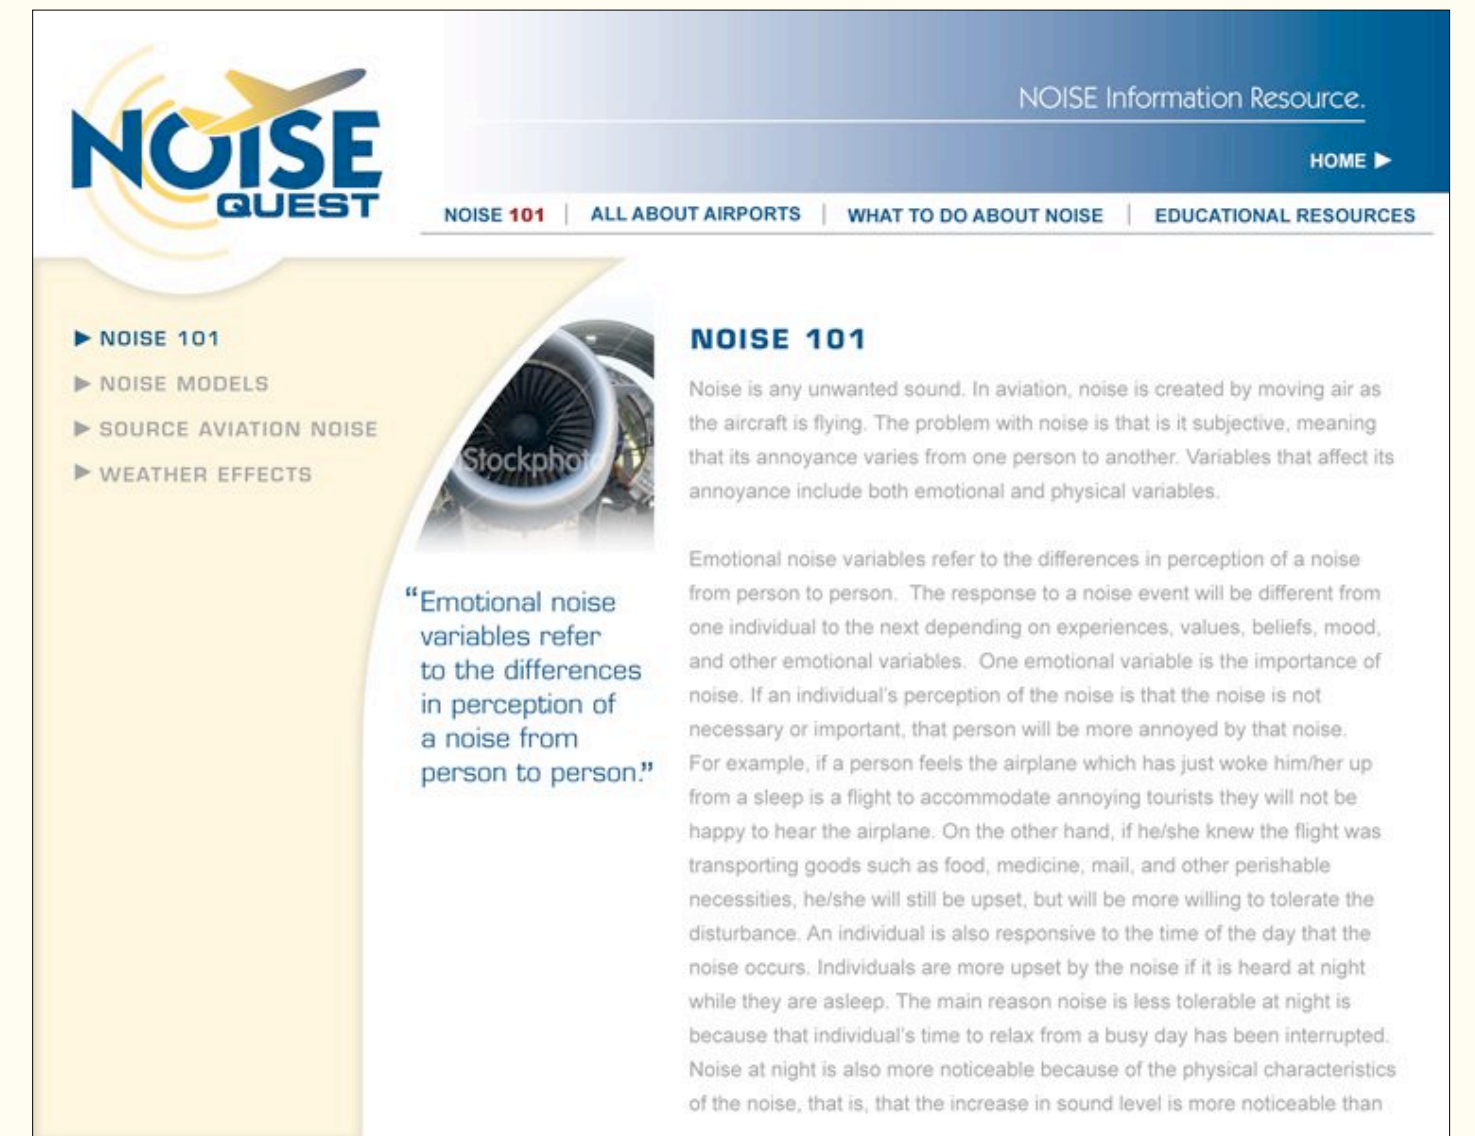 NOISE
QUEST
NOISE Information Resource.
HOME ▶
NOISE 101 | ALL ABOUT AIRPORTS | WHAT TO DO ABOUT NOISE | EDUCATIONAL RESOURCES
▶ NOISE 101
▶ NOISE MODELS
▶ SOURCE AVIATION NOISE
▶ WEATHER EFFECTS
iStockphoto
“Emotional noise
variables refer
to the differences
in perception of
a noise from
person to person.”
NOISE 101
Noise is any unwanted sound. In aviation, noise is created by moving air as
the aircraft is flying. The problem with noise is that is it subjective, meaning
that its annoyance varies from one person to another. Variables that affect its
annoyance include both emotional and physical variables.
Emotional noise variables refer to the differences in perception of a noise
from person to person.  The response to a noise event will be different from
one individual to the next depending on experiences, values, beliefs, mood,
and other emotional variables.  One emotional variable is the importance of
noise. If an individual's perception of the noise is that the noise is not
necessary or important, that person will be more annoyed by that noise.
For example, if a person feels the airplane which has just woke him/her up
from a sleep is a flight to accommodate annoying tourists they will not be
happy to hear the airplane. On the other hand, if he/she knew the flight was
transporting goods such as food, medicine, mail, and other perishable
necessities, he/she will still be upset, but will be more willing to tolerate the
disturbance. An individual is also responsive to the time of the day that the
noise occurs. Individuals are more upset by the noise if it is heard at night
while they are asleep. The main reason noise is less tolerable at night is
because that individual's time to relax from a busy day has been interrupted.
Noise at night is also more noticeable because of the physical characteristics
of the noise, that is, that the increase in sound level is more noticeable than